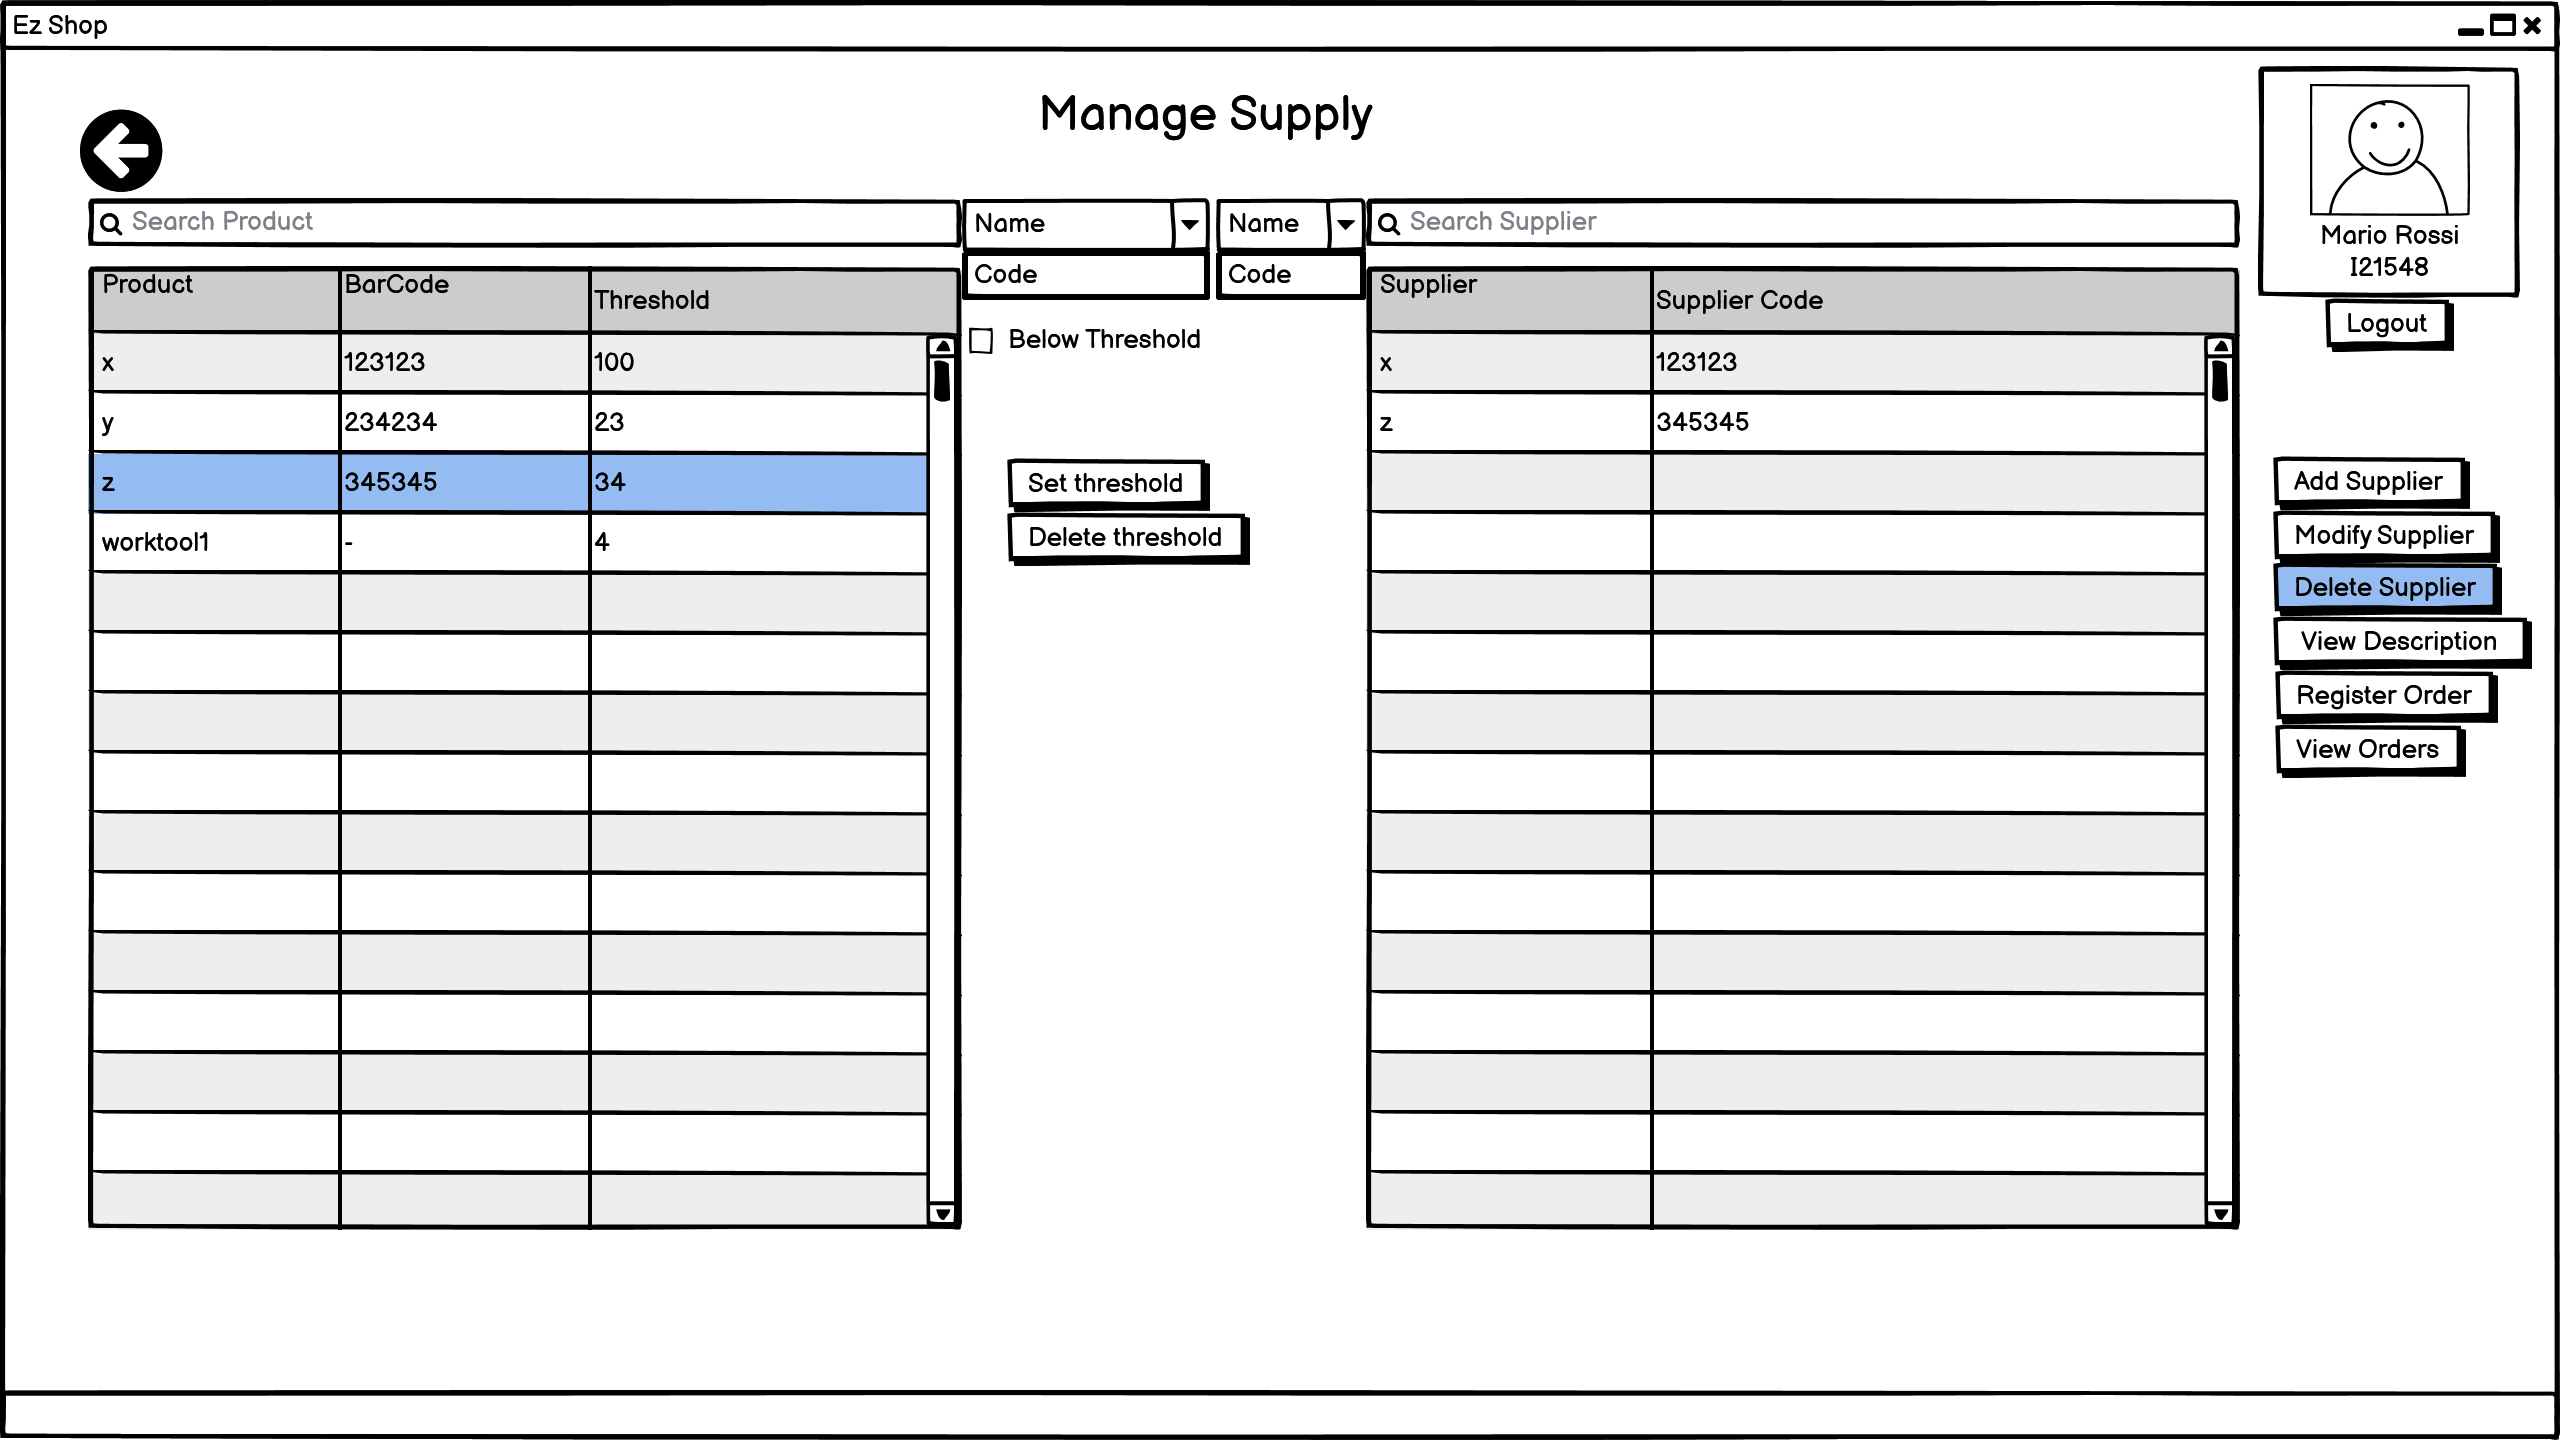 Ez Shop
Manage Supply
Mario Rossi
I21548
Logout
Search Product
Name
Code
Name
Code
Search Supplier
Below Threshold
Product BarCode Threshold
x 123123 100
y 234234 23
z 345345 34
worktool1 - 4
Set threshold
Delete threshold
Supplier Supplier Code
x 123123
z 345345
Add Supplier
Modify Supplier
Delete Supplier
View Description
Register Order
View Orders